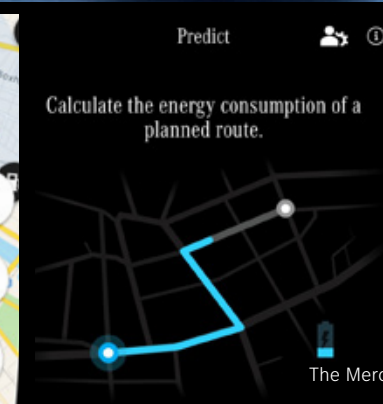 Predict
Calculate the energy consumption of a
planned route.
The Merc